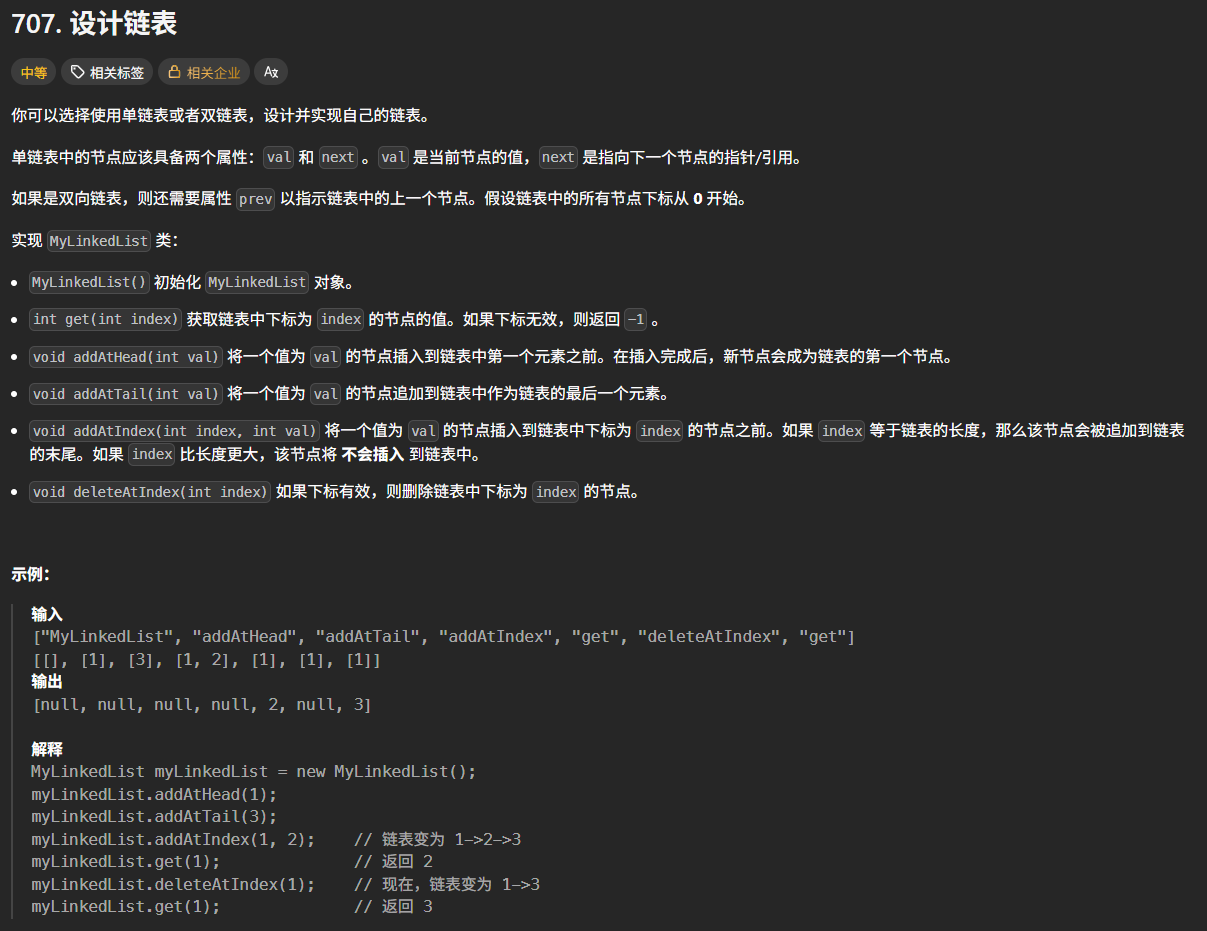 707. 设计链表
中等 相关标签 相关企业 Az
你可以选择使用单链表或者双链表，设计并实现自己的链表。
单链表中的节点应该具备两个属性：val 和 next 。val 是当前节点的值，next 是指向下一个节点的指针/引用。
如果是双向链表，则还需要属性 prev 以指示链表中的上一个节点。假设链表中的所有节点下标从 0 开始。
实现 MyLinkedList 类：
• MyLinkedList() 初始化 MyLinkedList 对象。
• int get(int index) 获取链表中下标为 index 的节点的值。如果下标无效，则返回 -1 。
• void addAtHead(int val) 将一个值为 val 的节点插入到链表中第一个元素之前。在插入完成后，新节点会成为链表的第一个节点。
• void addAtTail(int val) 将一个值为 val 的节点追加到链表中作为链表的最后一个元素。
• void addAtIndex(int index, int val) 将一个值为 val 的节点插入到链表中下标为 index 的节点之前。如果 index 等于链表的长度，那么该节点会被追加到链表
的末尾。如果 index 比长度更大，该节点将 不会插入 到链表中。
• void deleteAtIndex(int index) 如果下标有效，则删除链表中下标为 index 的节点。
示例：
输入
["MyLinkedList", "addAtHead", "addAtTail", "addAtIndex", "get", "deleteAtIndex", "get"]
[[], [1], [3], [1, 2], [1], [1], [1]]
输出
[null, null, null, null, 2, null, 3]
解释
MyLinkedList myLinkedList = new MyLinkedList();
myLinkedList.addAtHead(1);
myLinkedList.addAtTail(3);
myLinkedList.addAtIndex(1, 2);    // 链表变为 1->2->3
myLinkedList.get(1);              // 返回 2
myLinkedList.deleteAtIndex(1);    // 现在，链表变为 1->3
myLinkedList.get(1);              // 返回 3